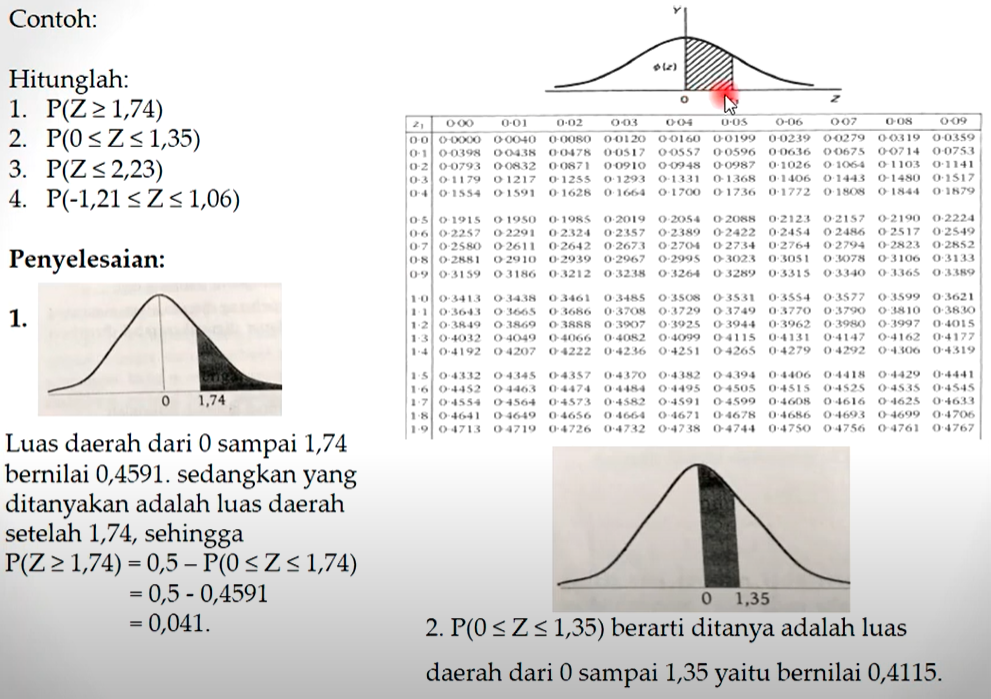 Contoh:
Hitunglah:
1. P(Z ≥ 1,74)
2. P(0 ≤ Z ≤ 1,35)
3. P(Z ≤ 2,23)
4. P(-1,21 ≤ Z ≤ 1,06)
Penyelesaian:
1.
0 1,74
Luas daerah dari 0 sampai 1,74
bernilai 0,4591. sedangkan yang
ditanyakan adalah luas daerah
setelah 1,74, sehingga
P(Z ≥ 1,74) = 0,5 – P(0 ≤ Z ≤ 1,74)
= 0,5 - 0,4591
= 0,041.
Y
ϕ(z)
0 Z
z₁ 0·00 0·01 0·02 0·03 0·04 0·05 0·06 0·07 0·08 0·09
0·0 0·0000 0·0040 0·0080 0·0120 0·0160 0·0199 0·0239 0·0279 0·0319 0·0359
0·1 0·0398 0·0438 0·0478 0·0517 0·0557 0·0596 0·0636 0·0675 0·0714 0·0753
0·2 0·0793 0·0832 0·0871 0·0910 0·0948 0·0987 0·1026 0·1064 0·1103 0·1141
0·3 0·1179 0·1217 0·1255 0·1293 0·1331 0·1368 0·1406 0·1443 0·1480 0·1517
0·4 0·1554 0·1591 0·1628 0·1664 0·1700 0·1736 0·1772 0·1808 0·1844 0·1879
0·5 0·1915 0·1950 0·1985 0·2019 0·2054 0·2088 0·2123 0·2157 0·2190 0·2224
0·6 0·2257 0·2291 0·2324 0·2357 0·2389 0·2422 0·2454 0·2486 0·2517 0·2549
0·7 0·2580 0·2611 0·2642 0·2673 0·2704 0·2734 0·2764 0·2794 0·2823 0·2852
0·8 0·2881 0·2910 0·2939 0·2967 0·2995 0·3023 0·3051 0·3078 0·3106 0·3133
0·9 0·3159 0·3186 0·3212 0·3238 0·3264 0·3289 0·3315 0·3340 0·3365 0·3389
1·0 0·3413 0·3438 0·3461 0·3485 0·3508 0·3531 0·3554 0·3577 0·3599 0·3621
1·1 0·3643 0·3665 0·3686 0·3708 0·3729 0·3749 0·3770 0·3790 0·3810 0·3830
1·2 0·3849 0·3869 0·3888 0·3907 0·3925 0·3944 0·3962 0·3980 0·3997 0·4015
1·3 0·4032 0·4049 0·4066 0·4082 0·4099 0·4115 0·4131 0·4147 0·4162 0·4177
1·4 0·4192 0·4207 0·4222 0·4236 0·4251 0·4265 0·4279 0·4292 0·4306 0·4319
1·5 0·4332 0·4345 0·4357 0·4370 0·4382 0·4394 0·4406 0·4418 0·4429 0·4441
1·6 0·4452 0·4463 0·4474 0·4484 0·4495 0·4505 0·4515 0·4525 0·4535 0·4545
1·7 0·4554 0·4564 0·4573 0·4582 0·4591 0·4599 0·4608 0·4616 0·4625 0·4633
1·8 0·4641 0·4649 0·4656 0·4664 0·4671 0·4678 0·4686 0·4693 0·4699 0·4706
1·9 0·4713 0·4719 0·4726 0·4732 0·4738 0·4744 0·4750 0·4756 0·4761 0·4767
0 1,35
2. P(0 ≤ Z ≤ 1,35) berarti ditanya adalah luas
daerah dari 0 sampai 1,35 yaitu bernilai 0,4115.